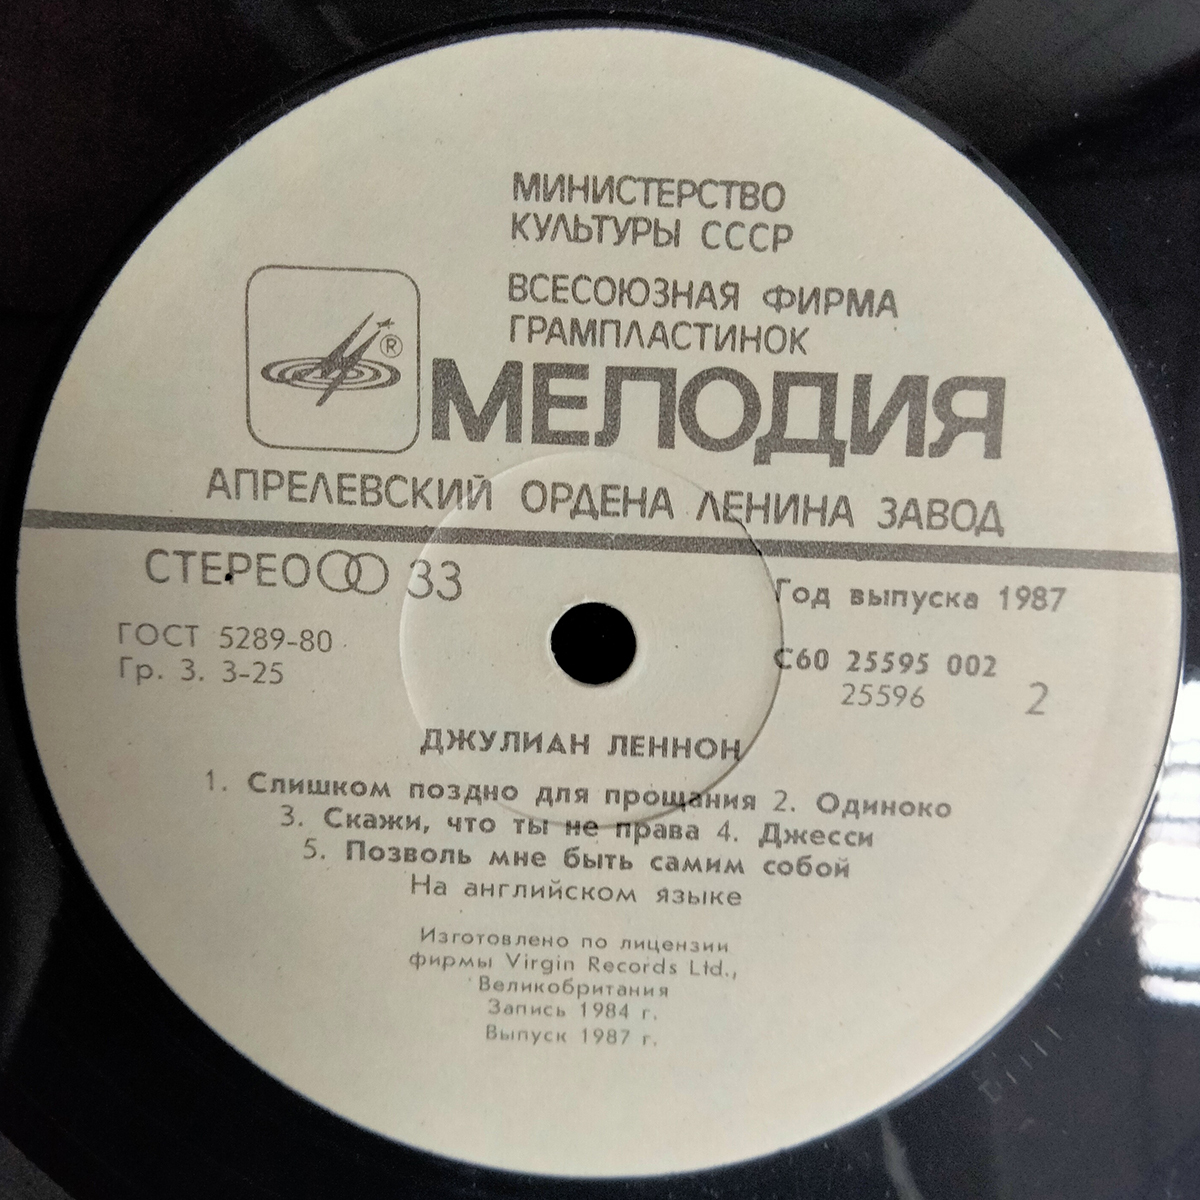 МИНИСТЕРСТВО
КУЛЬТУРЫ СССР
ВСЕСОЮЗНАЯ ФИРМА
ГРАМПЛАСТИНОК
®
МЕЛОДИЯ
АПРЕЛЕВСКИЙ ОРДЕНА ЛЕНИНА ЗАВОД
СТЕРЕО 33
Год выпуска 1987
ГОСТ 5289-80
Гр. 3. 3-25
С60 25595 002
25596
2
ДЖУЛИАН ЛЕННОН
1. Слишком поздно для прощания 2. Одиноко
3. Скажи, что ты не права 4. Джесси
5. Позволь мне быть самим собой
На английском языке
Изготовлено по лицензии
фирмы Virgin Records Ltd.,
Великобритания
Запись 1984 г.
Выпуск 1987 г.